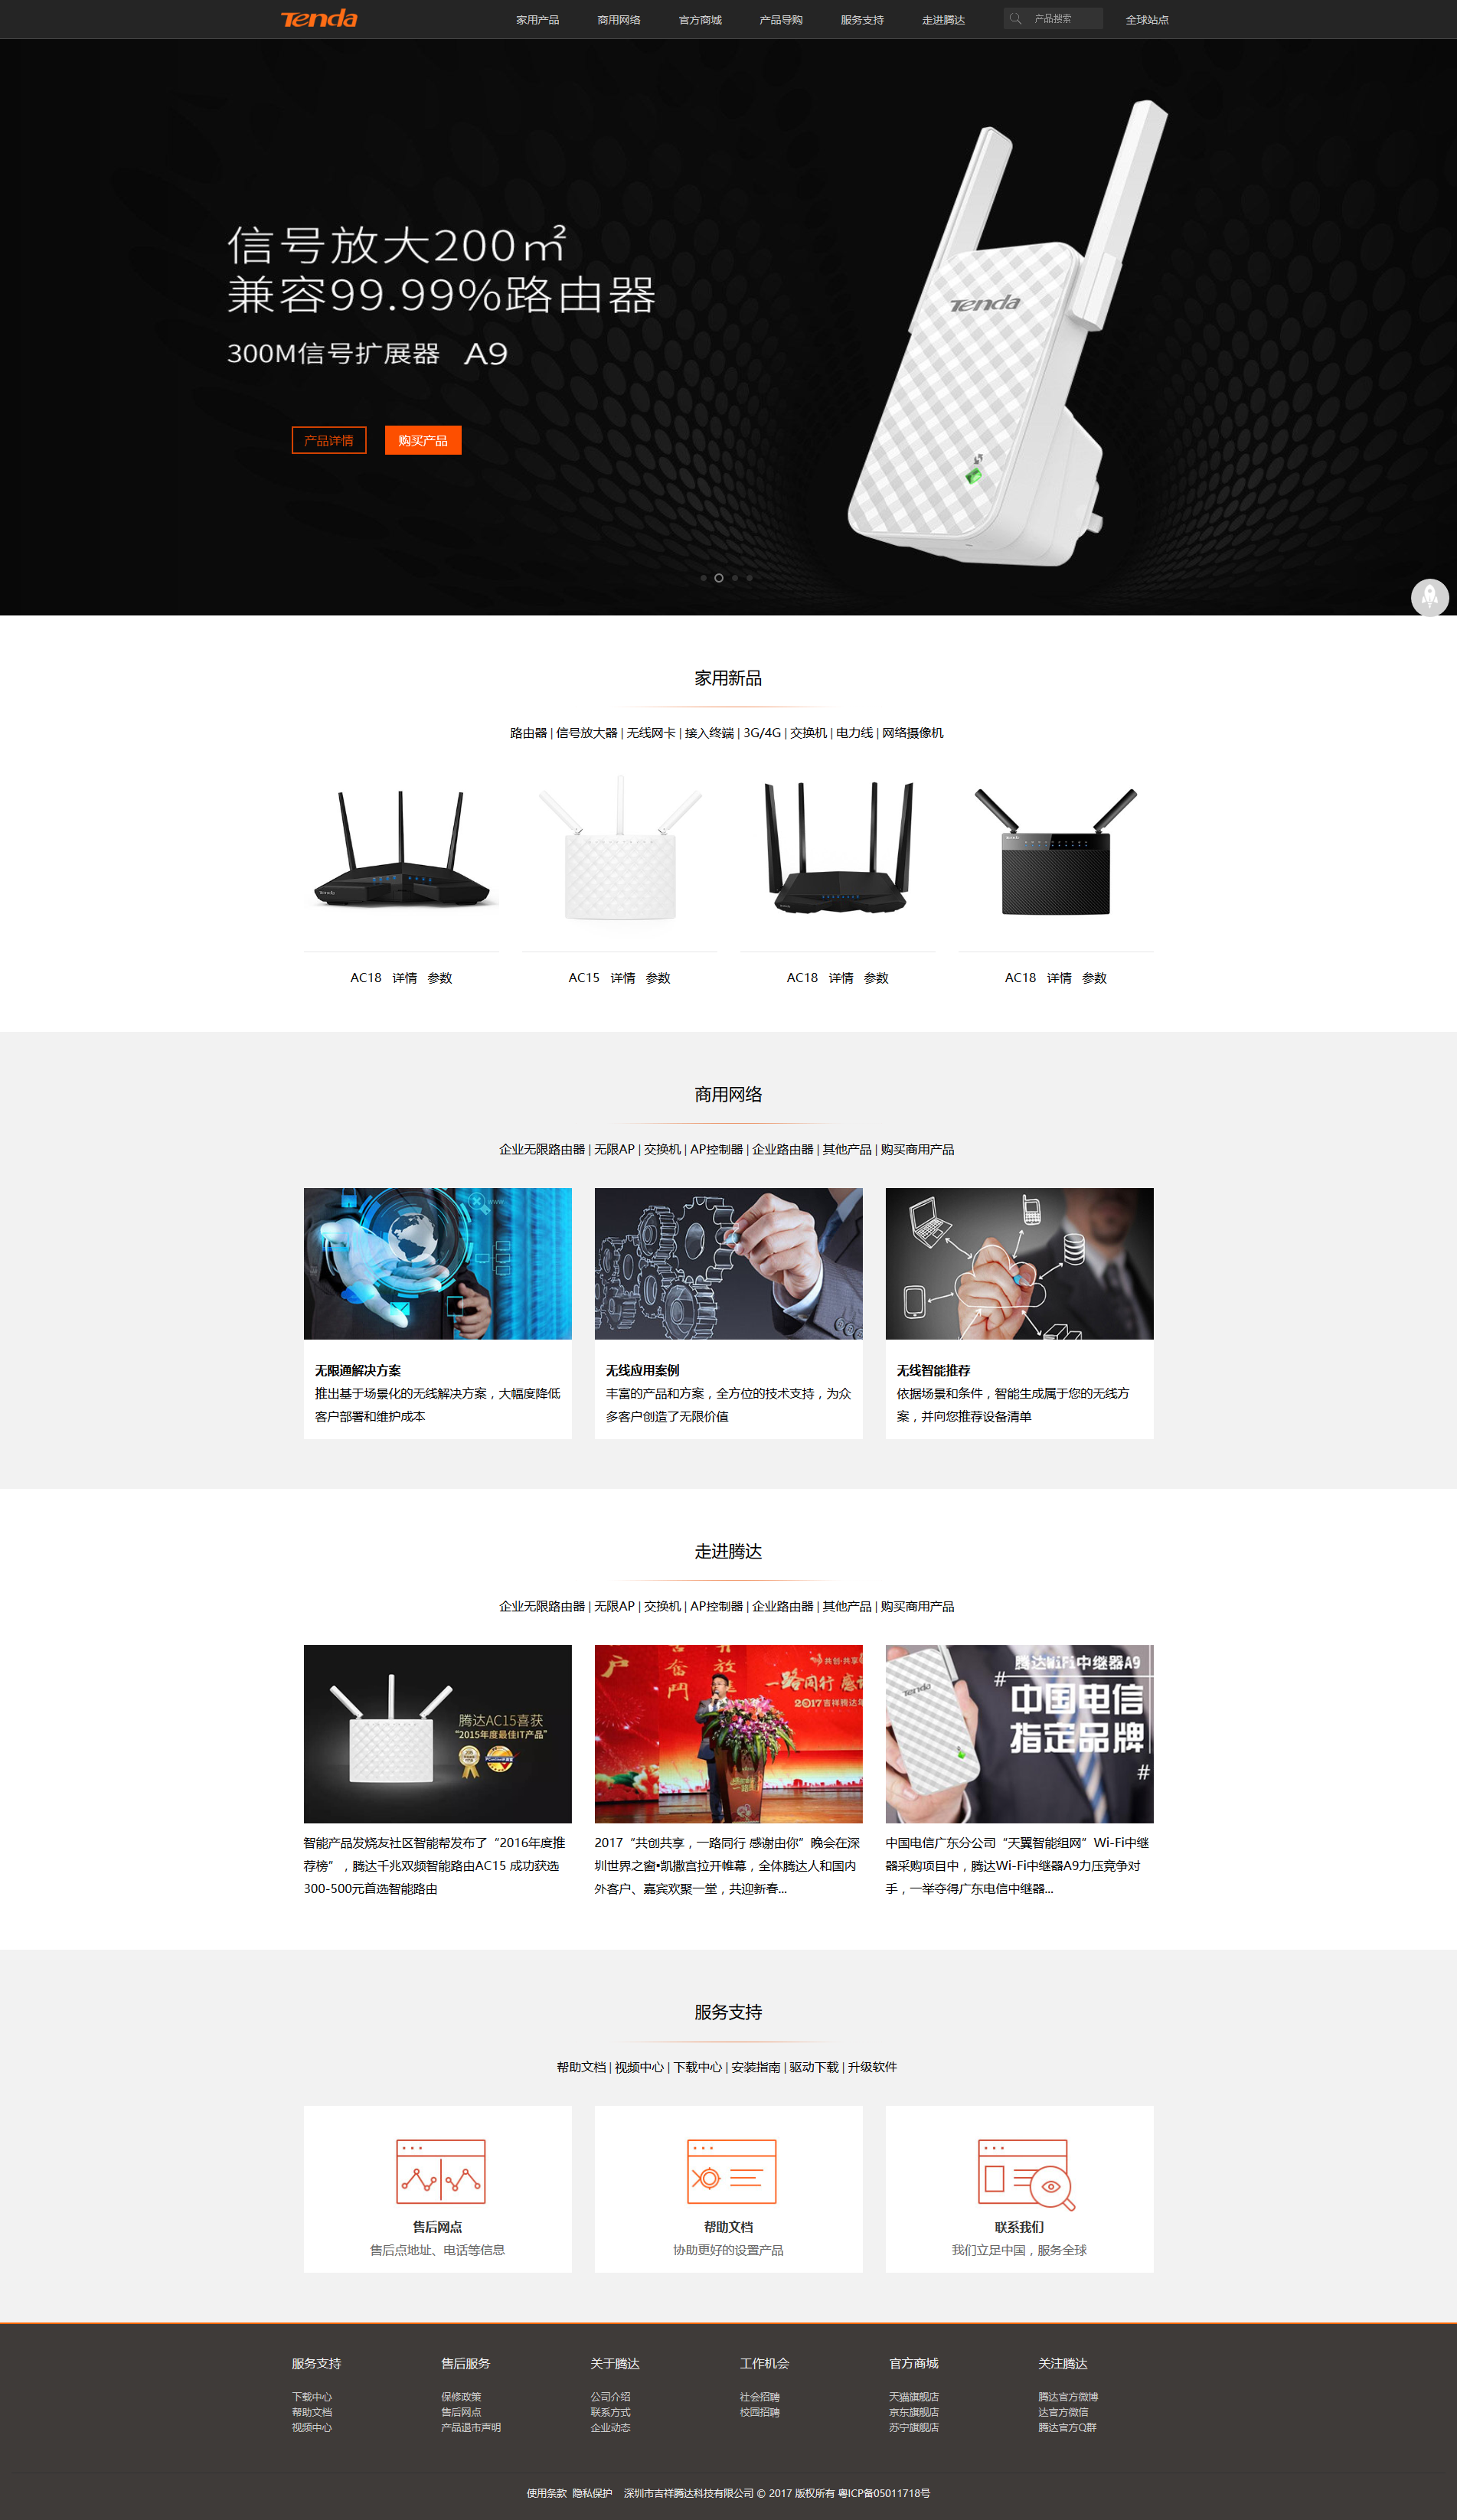 Tenda 家用产品 商用网络 官方商城 产品导购 服务支持 走进腾达 产品搜索 全球站点
信号放大200㎡
兼容99.99%路由器
300M信号扩展器 A9
Tenda
产品详情 购买产品
家用新品
路由器 | 信号放大器 | 无线网卡 | 接入终端 | 3G/4G | 交换机 | 电力线 | 网络摄像机
AC18 详情 参数
AC15 详情 参数
AC18 详情 参数
AC18 详情 参数
商用网络
企业无限路由器 | 无限AP | 交换机 | AP控制器 | 企业路由器 | 其他产品 | 购买商用产品
无限通解决方案
推出基于场景化的无线解决方案，大幅度降低
客户部署和维护成本
无线应用案例
丰富的产品和方案，全方位的技术支持，为众
多客户创造了无限价值
无线智能推荐
依据场景和条件，智能生成属于您的无线方
案，并向您推荐设备清单
走进腾达
企业无限路由器 | 无限AP | 交换机 | AP控制器 | 企业路由器 | 其他产品 | 购买商用产品
腾达AC15喜获
“2015年度最佳IT产品”
智能产品发烧友社区智能帮发布了“2016年度推
荐榜”，腾达千兆双频智能路由AC15 成功获选
300-500元首选智能路由
2017“共创共享，一路同行 感谢由你”晚会在深
圳世界之窗•凯撒宫拉开帷幕，全体腾达人和国内
外客户、嘉宾欢聚一堂，共迎新春...
腾达WiFi中继器A9
#中国电信
指定品牌
#
Tenda
中国电信广东分公司“天翼智能组网”Wi-Fi中继
器采购项目中，腾达Wi-Fi中继器A9力压竞争对
手，一举夺得广东电信中继器...
服务支持
帮助文档 | 视频中心 | 下载中心 | 安装指南 | 驱动下载 | 升级软件
售后网点
售后点地址、电话等信息
帮助文档
协助更好的设置产品
联系我们
我们立足中国，服务全球
服务支持
下载中心
帮助文档
视频中心
售后服务
保修政策
售后网点
产品退市声明
关于腾达
公司介绍
联系方式
企业动态
工作机会
社会招聘
校园招聘
官方商城
天猫旗舰店
京东旗舰店
苏宁旗舰店
关注腾达
腾达官方微博
达官方微信
腾达官方Q群
使用条款 隐私保护 深圳市吉祥腾达科技有限公司 © 2017 版权所有 粤ICP备05011718号